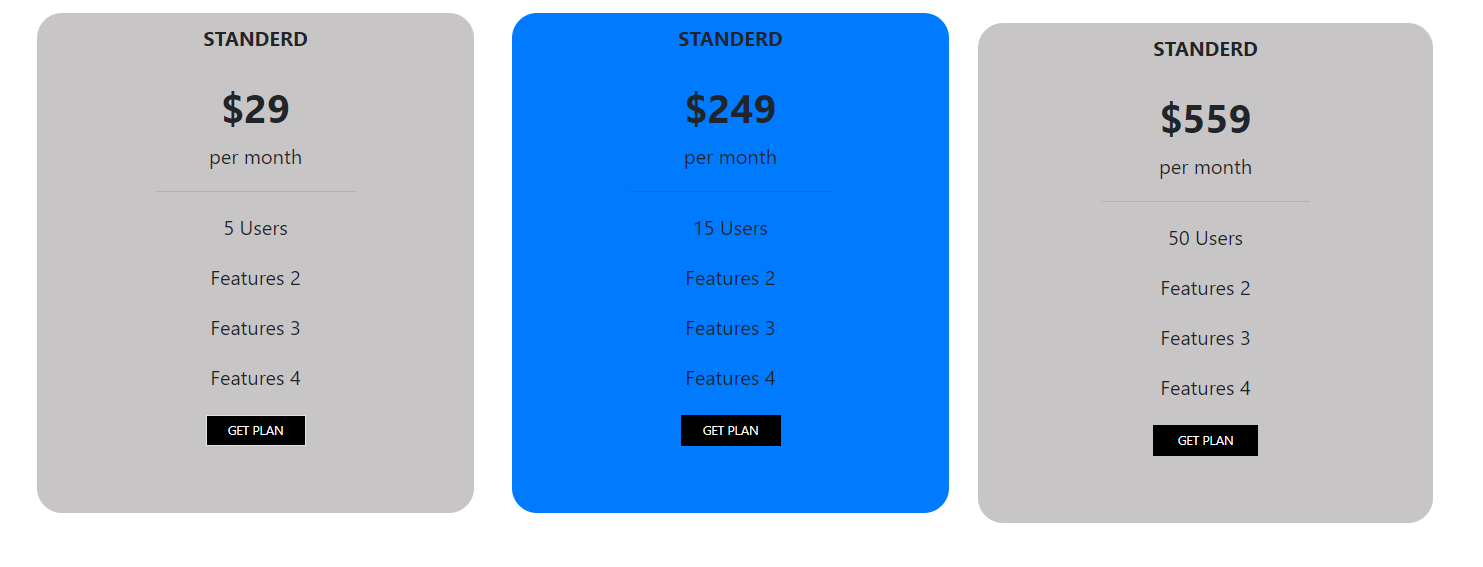 STANDERD
$29
per month
5 Users
Features 2
Features 3
Features 4
GET PLAN
STANDERD
$249
per month
15 Users
Features 2
Features 3
Features 4
GET PLAN
STANDERD
$559
per month
50 Users
Features 2
Features 3
Features 4
GET PLAN